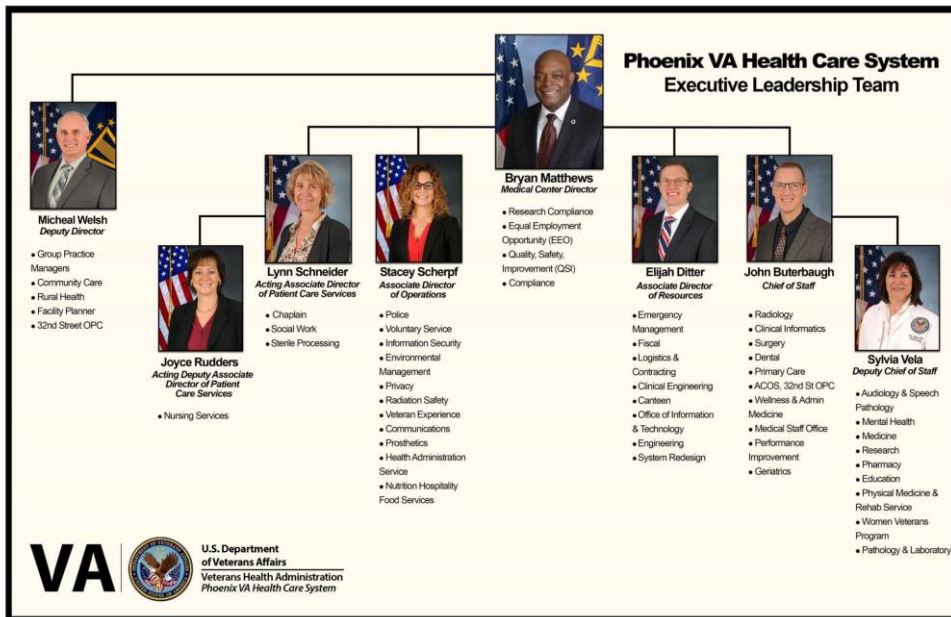 Phoenix VA Health Care System
Executive Leadership Team
Bryan Matthews
Medical Center Director
• Research Compliance
• Equal Employment
Opportunity (EEO)
• Quality, Safety,
Improvement (QSI)
• Compliance
Micheal Welsh
Deputy Director
• Group Practice
Managers
• Community Care
• Rural Health
• Facility Planner
• 32nd Street OPC
Joyce Rudders
Acting Deputy Associate
Director of Patient
Care Services
• Nursing Services
Lynn Schneider
Acting Associate Director
of Patient Care Services
• Chaplain
• Social Work
• Sterile Processing
Stacey Scherpf
Associate Director
of Operations
• Police
• Voluntary Service
• Information Security
• Environmental
Management
• Privacy
• Radiation Safety
• Veteran Experience
• Communications
• Prosthetics
• Health Administration
Service
• Nutrition Hospitality
Food Services
Elijah Ditter
Associate Director
of Resources
• Emergency
Management
• Fiscal
• Logistics &
Contracting
• Clinical Engineering
• Canteen
• Office of Information
& Technology
• Engineering
• System Redesign
John Buterbaugh
Chief of Staff
• Radiology
• Clinical Informatics
• Surgery
• Dental
• Primary Care
• ACOS, 32nd St OPC
• Wellness & Admin
Medicine
• Medical Staff Office
• Performance
Improvement
• Geriatrics
Sylvia Vela
Deputy Chief of Staff
• Audiology & Speech
Pathology
• Mental Health
• Medicine
• Research
• Pharmacy
• Education
• Physical Medicine &
Rehab Service
• Women Veterans
Program
• Pathology & Laboratory
VA
U.S. Department
of Veterans Affairs
Veterans Health Administration
Phoenix VA Health Care System